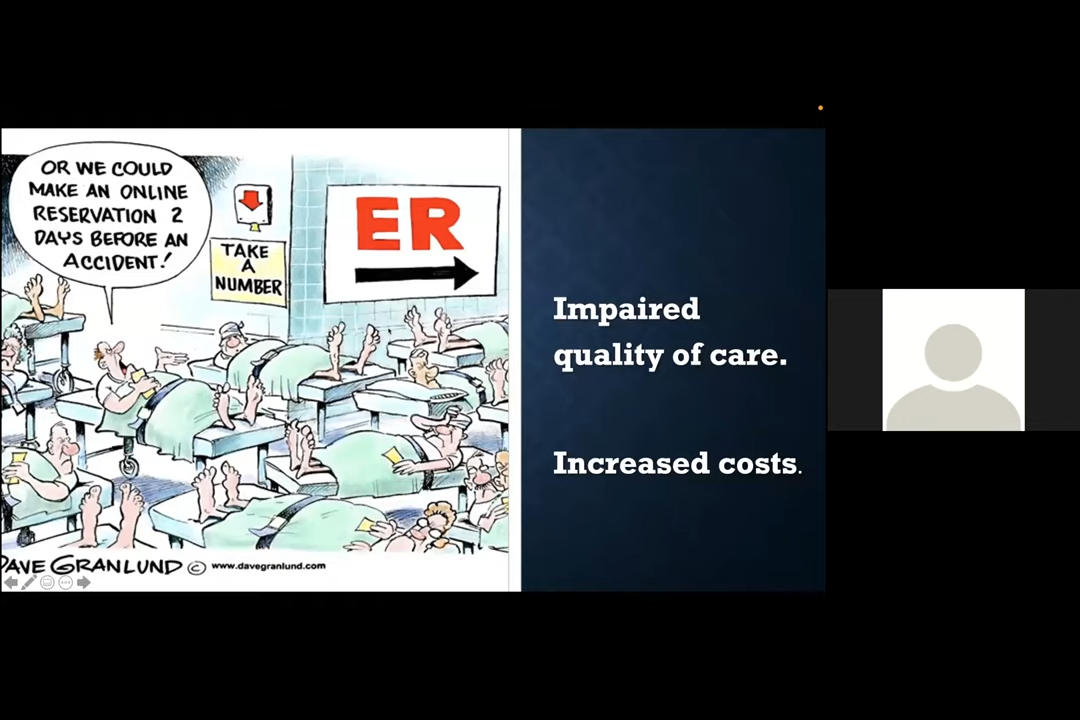 OR WE COULD
MAKE AN ONLINE
RESERVATION 2
DAYS BEFORE AN
ACCIDENT!
TAKE
A
NUMBER
ER
Impaired
quality of care.
Increased costs.
DAVE GRANLUND © www.davegranlund.com